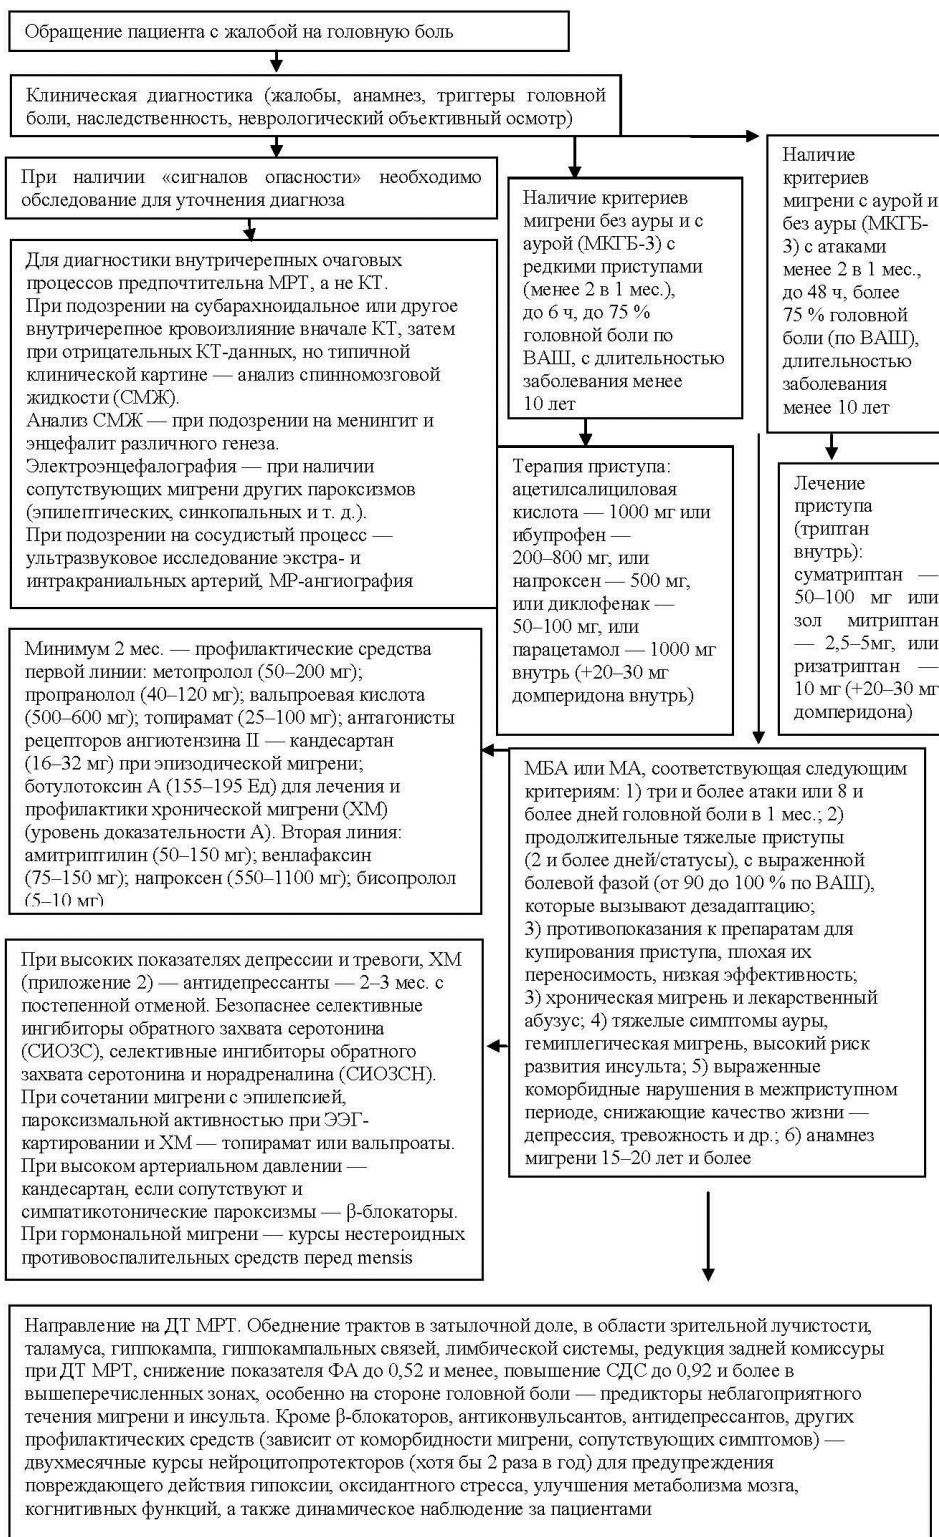 Обращение пациента с жалобой на головную боль
Клиническая диагностика (жалобы, анамнез, триггеры головной
боли, наследственность, неврологический объективный осмотр)
При наличии «сигналов опасности» необходимо
обследование для уточнения диагноза
Для диагностики внутричерепных очаговых
процессов предпочтительна МРТ, а не КТ.
При подозрении на субарахноидальное или другое
внутричерепное кровоизлияние вначале КТ, затем
при отрицательных КТ-данных, но типичной
клинической картине — анализ спинномозговой
жидкости (СМЖ).
Анализ СМЖ — при подозрении на менингит и
энцефалит различного генеза.
Электроэнцефалография — при наличии
сопутствующих мигрени других пароксизмов
(эпилептических, синкопальных и т. д.).
При подозрении на сосудистый процесс —
ультразвуковое исследование экстра- и
интракраниальных артерий, МР-ангиография
Наличие критериев
мигрени без ауры и с
аурой (МКГБ-3) с
редкими приступами
(менее 2 в 1 мес.),
до 6 ч, до 75 %
головной боли по
ВАШ, с длительностью
заболевания менее
10 лет
Наличие
критериев
мигрени с аурой и
без ауры (МКГБ-
3) с атаками
менее 2 в 1 мес.,
до 48 ч, более
75 % головной
боли (по ВАШ),
длительностью
заболевания
менее 10 лет
Терапия приступа:
ацетилсалициловая
кислота — 1000 мг или
ибупрофен —
200–800 мг, или
напроксен — 500 мг,
или диклофенак —
50–100 мг, или
парацетамол — 1000 мг
внутрь (+20–30 мг
домперидона внутрь)
Лечение
приступа
(триптан
внутрь):
суматриптан —
50–100 мг или
зол митриптан
— 2,5–5мг, или
ризатриптан —
10 мг (+20–30 мг
домперидона)
Минимум 2 мес. — профилактические средства
первой линии: метопролол (50–200 мг);
пропранолол (40–120 мг); вальпроевая кислота
(500–600 мг); топирамат (25–100 мг); антагонисты
рецепторов ангиотензина II — кандесартан
(16–32 мг) при эпизодической мигрени;
ботулотоксин А (155–195 Ед) для лечения и
профилактики хронической мигрени (ХМ)
(уровень доказательности А). Вторая линия:
амитриптилин (50–150 мг); венлафаксин
(75–150 мг); напроксен (550–1100 мг); бисопролол
(5–10 мг)
МБА или МА, соответствующая следующим
критериям: 1) три и более атаки или 8 и
более дней головной боли в 1 мес.; 2)
продолжительные тяжелые приступы
(2 и более дней/статусы), с выраженной
болевой фазой (от 90 до 100 % по ВАШ),
которые вызывают дезадаптацию;
3) противопоказания к препаратам для
купирования приступа, плохая их
переносимость, низкая эффективность;
3) хроническая мигрень и лекарственный
абузус; 4) тяжелые симптомы ауры,
гемиплегическая мигрень, высокий риск
развития инсульта; 5) выраженные
коморбидные нарушения в межприступном
периоде, снижающие качество жизни —
депрессия, тревожность и др.; 6) анамнез
мигрени 15–20 лет и более
При высоких показателях депрессии и тревоги, ХМ
(приложение 2) — антидепрессанты — 2–3 мес. с
постепенной отменой. Безопаснее селективные
ингибиторы обратного захвата серотонина
(СИОЗС), селективные ингибиторы обратного
захвата серотонина и норадреналина (СИОЗСН).
При сочетании мигрени с эпилепсией,
пароксизмальной активностью при ЭЭГ-
картировании и ХМ — топирамат или вальпроаты.
При высоком артериальном давлении —
кандесартан, если сопутствуют и
симпатикотонические пароксизмы — β-блокаторы.
При гормональной мигрени — курсы нестероидных
противовоспалительных средств перед mensis
Направление на ДТ МРТ. Обеднение трактов в затылочной доле, в области зрительной лучистости,
таламуса, гиппокампа, гиппокампальных связей, лимбической системы, редукция задней комиссуры
при ДТ МРТ, снижение показателя ФА до 0,52 и менее, повышение СДС до 0,92 и более в
вышеперечисленных зонах, особенно на стороне головной боли — предикторы неблагоприятного
течения мигрени и инсульта. Кроме β-блокаторов, антиконвульсантов, антидепрессантов, других
профилактических средств (зависит от коморбидности мигрени, сопутствующих симптомов) —
двухмесячные курсы нейроцитопротекторов (хотя бы 2 раза в год) для предупреждения
повреждающего действия гипоксии, оксидантного стресса, улучшения метаболизма мозга,
когнитивных функций, а также динамическое наблюдение за пациентами